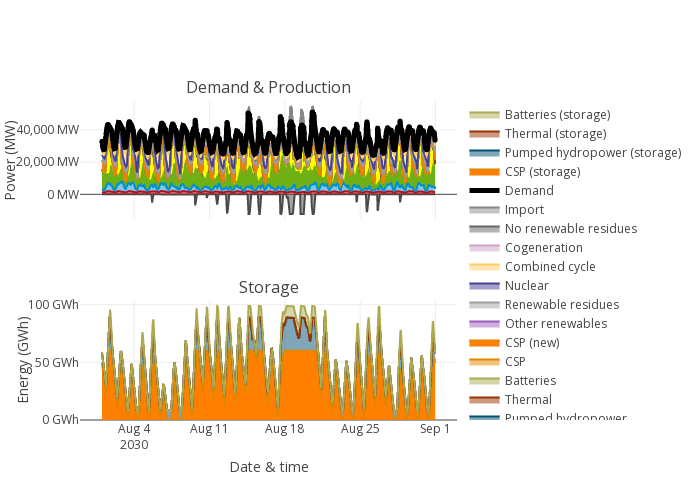 Demand & Production
Power (MW)
40,000 MW
20,000 MW
0 MW
Storage
Energy (GWh)
100 GWh
50 GWh
0 GWh
Aug 4
2030
Aug 11
Aug 18
Aug 25
Sep 1
Date & time
Batteries (storage)
Thermal (storage)
Pumped hydropower (storage)
CSP (storage)
Demand
Import
No renewable residues
Cogeneration
Combined cycle
Nuclear
Renewable residues
Other renewables
CSP (new)
CSP
Batteries
Thermal
Pumped hydropower